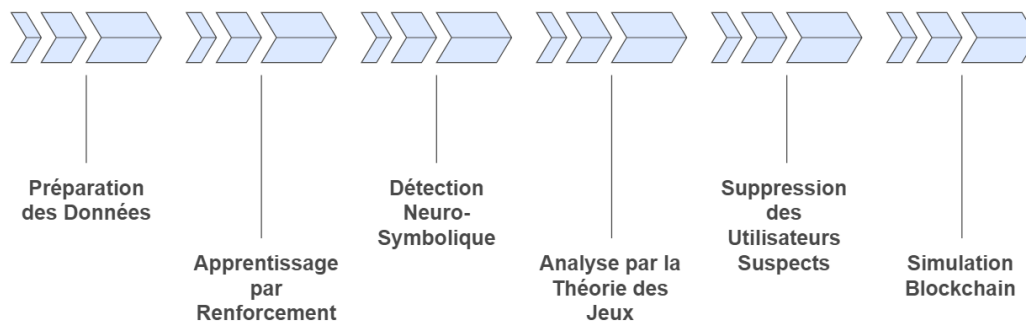 Préparation
des Données
Apprentissage
par
Renforcement
Détection
Neuro-
Symbolique
Analyse par la
Théorie des
Jeux
Suppression
des
Utilisateurs
Suspects
Simulation
Blockchain